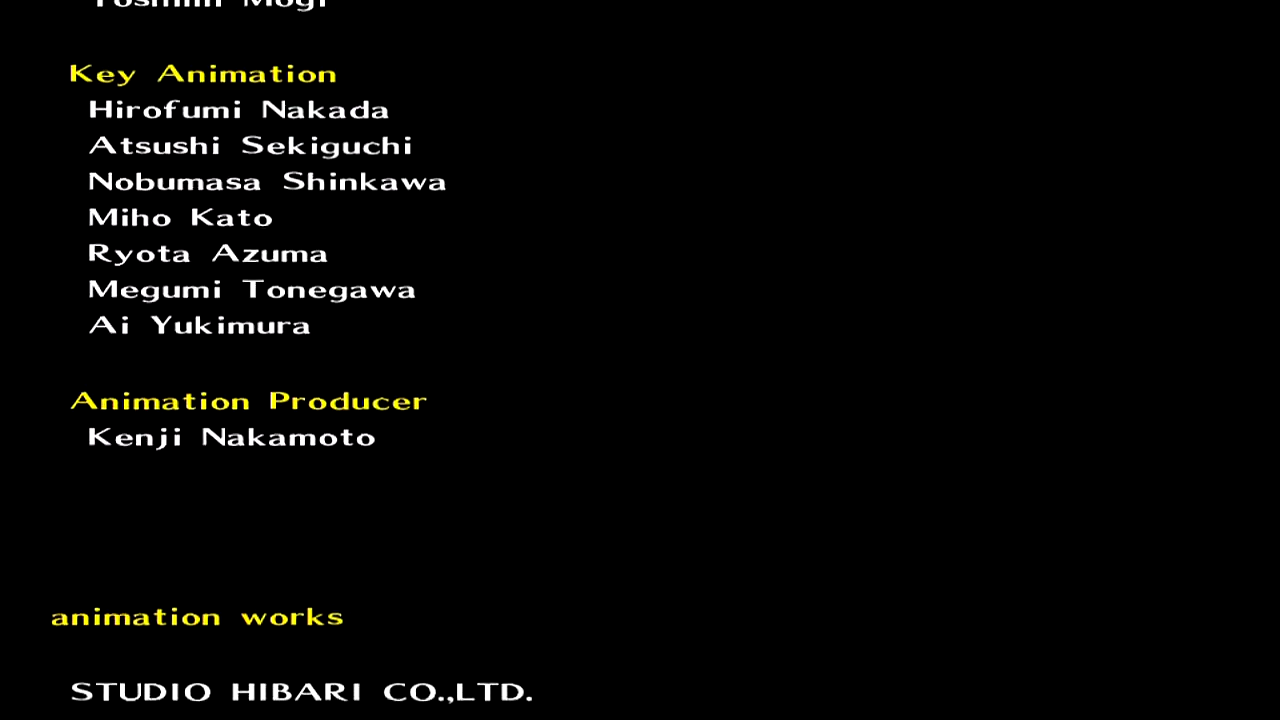 Mogi
Key Animation
Hirofumi Nakada
Atsushi Sekiguchi
Nobumasa Shinkawa
Miho Kato
Ryota Azuma
Megumi Tonegawa
Ai Yukimura
Animation Producer
Kenji Nakamoto
animation works
STUDIO HIBARI CO.,LTD.